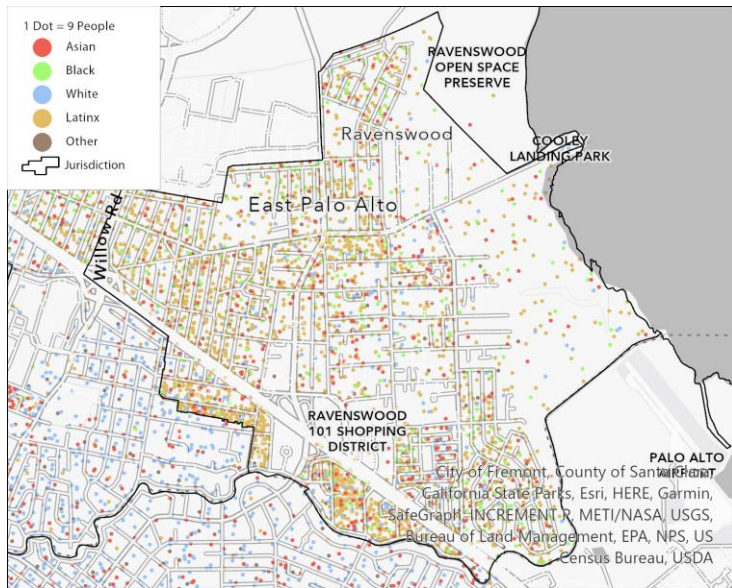 1 Dot = 9 People
Asian
Black
White
Latinx
Other
Jurisdiction
RAVENSWOOD
OPEN SPACE
PRESERVE
Ravenswood
COOLEY
LANDING PARK
East Palo Alto
Willow Rd
RAVENSWOOD
101 SHOPPING
DISTRICT
PALO ALTO
City of Fremont, County of Santa Clara,
California State Parks, Esri, HERE, Garmin,
SafeGraph, INCREMENT P, METI/NASA, USGS,
Bureau of Land Management, EPA, NPS, US
Census Bureau, USDA